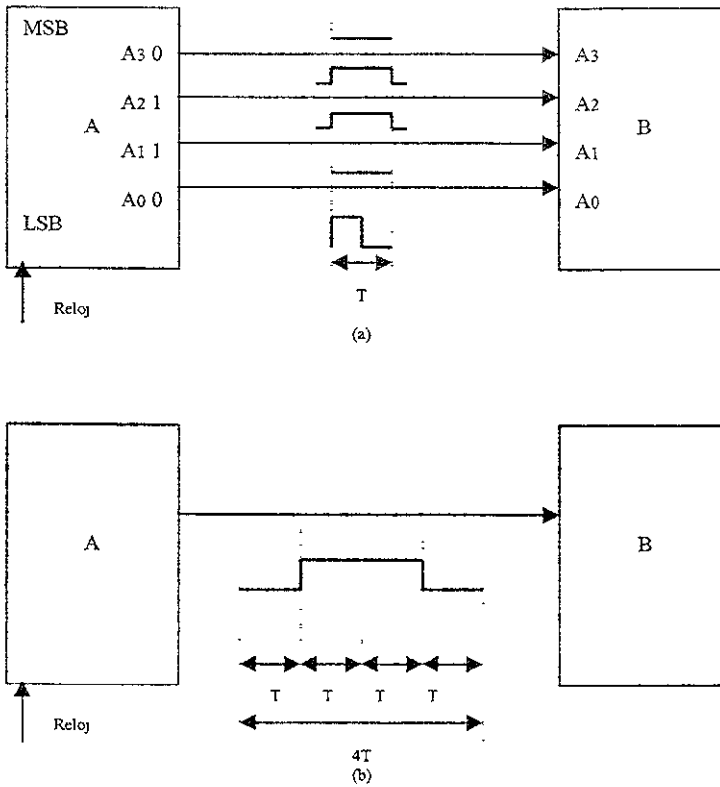 MSB
A3 0
A3
A2 1
A2
A
B
A1 1
A1
A0 0
A0
LSB
T
Reloj
(a)
A
B
T T T T
Reloj
4T
(b)